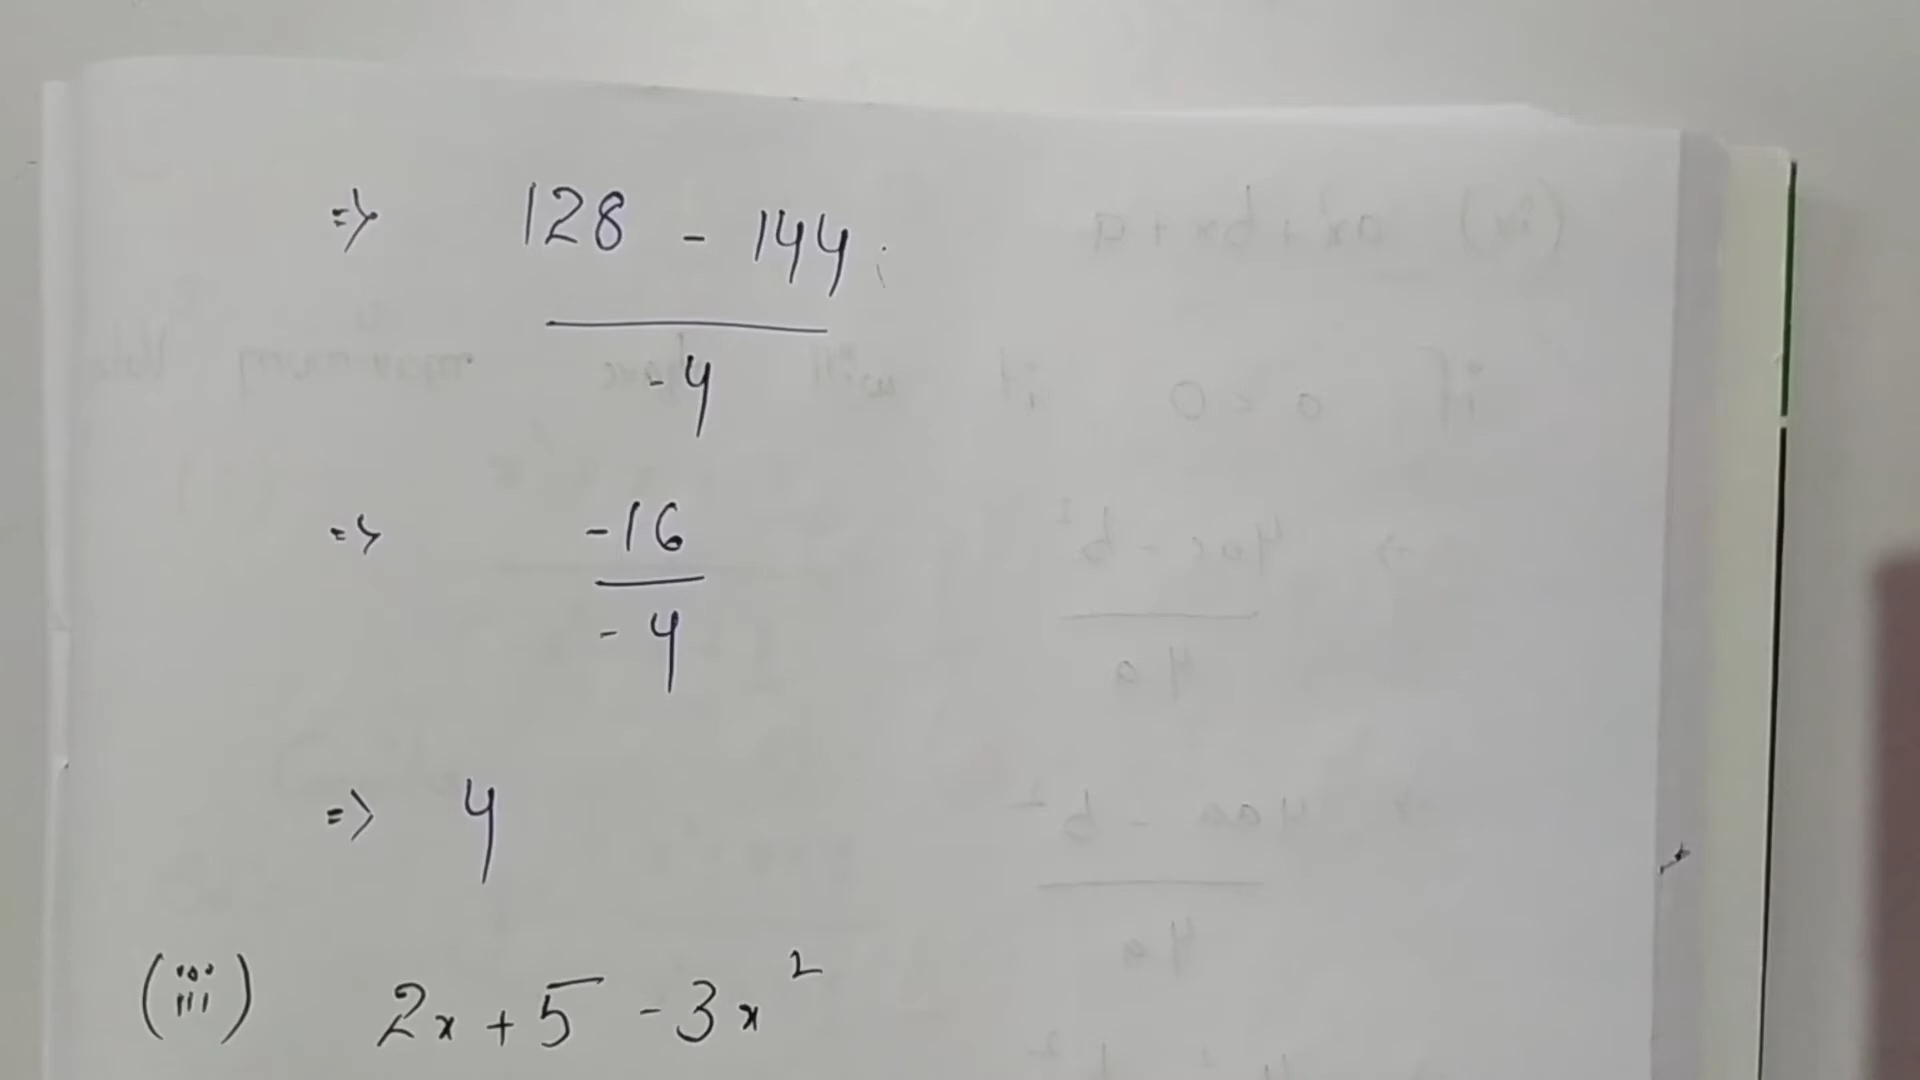 => 128 - 144
-4
=> -16
- 4
=> 4
(iii) 2x + 5 - 3x²